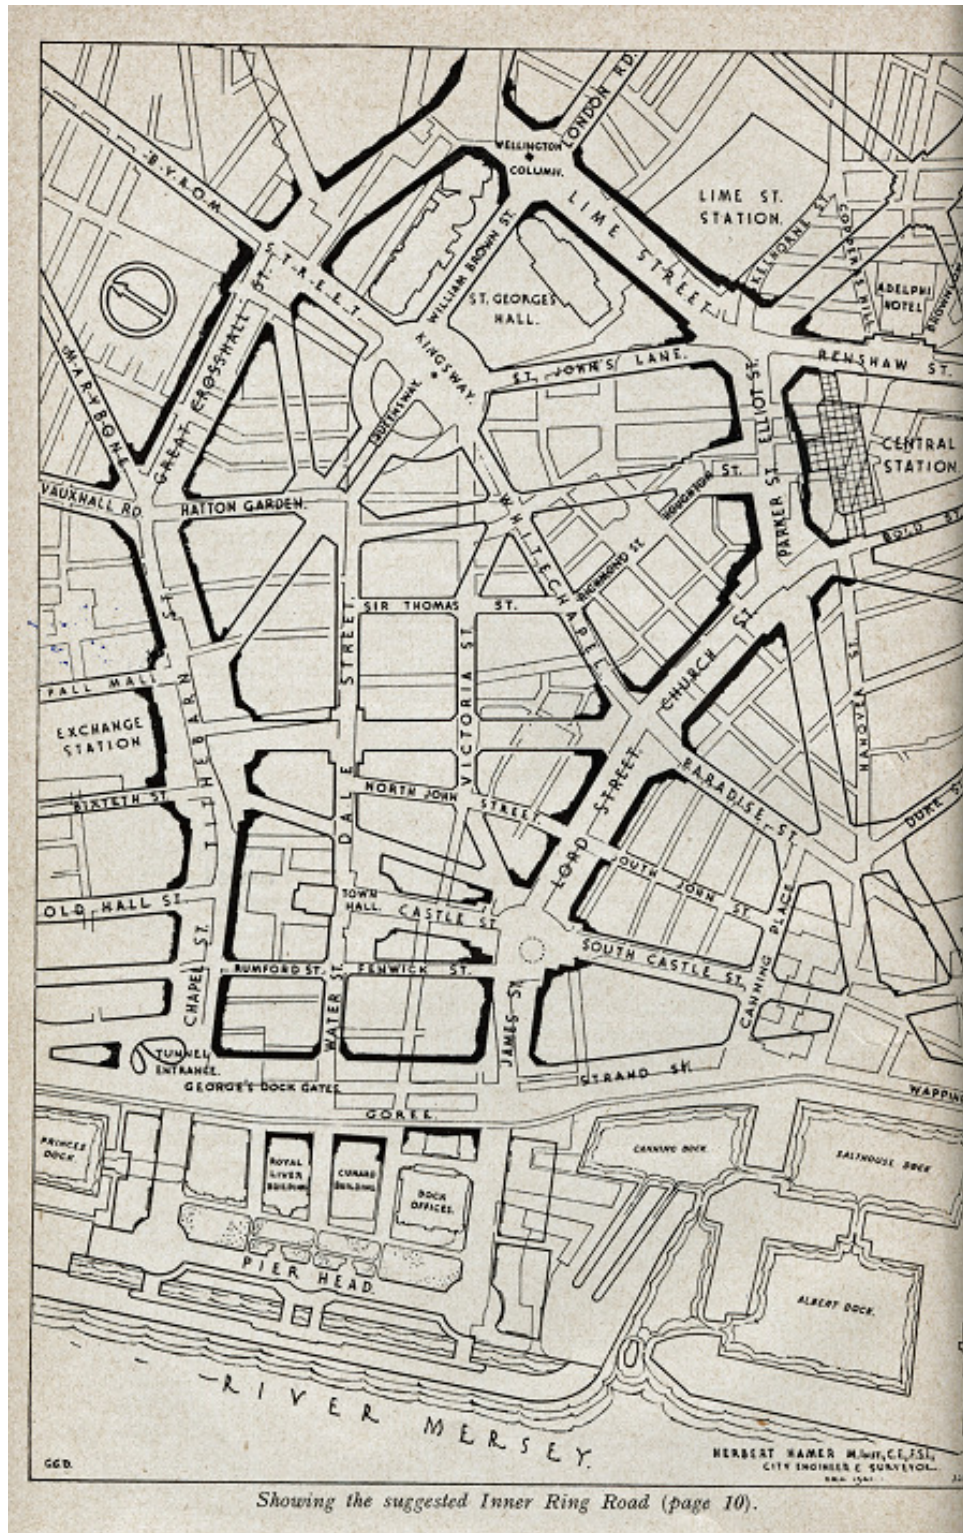 LONDON RD.
WELLINGTON
COLUMN.
BYROM
STREET
LIME ST.
STATION.
LIME STREET
SKELHORNE ST.
COPPERAS HILL
ADELPHI
HOTEL
WILLIAM BROWN ST.
ST. GEORGES
HALL.
KINGSWAY.
QUEENSWAY.
ST. JOHN'S LANE.
RENSHAW ST.
ELLIOT ST.
CENTRAL
STATION.
GREAT CROSSHALL ST.
MARYBONE
VAUXHALL RD.
HATTON GARDEN.
HOUGHTON ST.
PARKER ST
BOLD ST.
WHITECHAPEL
RICHMOND ST.
SIR THOMAS ST.
CHURCH ST.
HANOVER ST.
PALL MALL
EXCHANGE
STATION
TITHEBARN ST.
DALE STREET.
VICTORIA ST.
BIXTETH ST.
NORTH JOHN STREET.
LORD STREET.
PARADISE ST.
DUKE ST
OLD HALL ST.
TOWN
HALL.
CASTLE ST
SOUTH JOHN ST.
CANNING PLACE
CHAPEL ST.
RUMFORD ST.
FENWICK ST.
WATER ST.
JAMES ST.
SOUTH CASTLE ST.
TUNNEL
ENTRANCE.
GEORGE'S DOCK GATES
STRAND ST.
GOREE.
WAPPING
PRINCES
DOCK.
ROYAL
LIVER
BUILDING
CUNARD
BUILDING
DOCK
OFFICES.
CANNING DOCK
SALTHOUSE DOCK
ALBERT DOCK.
PIER HEAD.
RIVER MERSEY.
G.G.D.
HERBERT HAMER M.INST.C.E., F.S.I.,
CITY ENGINEER & SURVEYOR.
Showing the suggested Inner Ring Road (page 10).